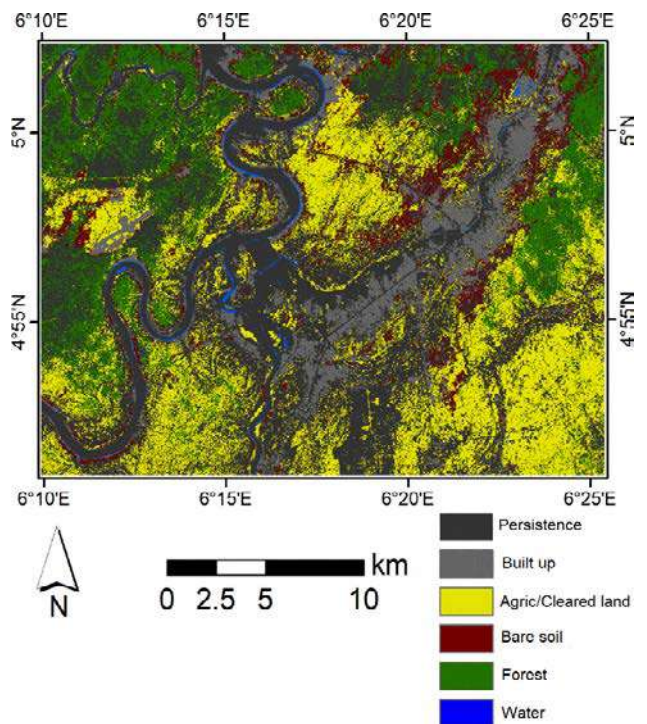 6°10'E 6°15'E 6°20'E 6°25'E
5°N 5°N
4°55'N 4°55'N
6°10'E 6°15'E 6°20'E 6°25'E
Persistence
km
Built up
0 2.5 5 10
N
Agric/Cleared land
Bare soil
Forest
Water